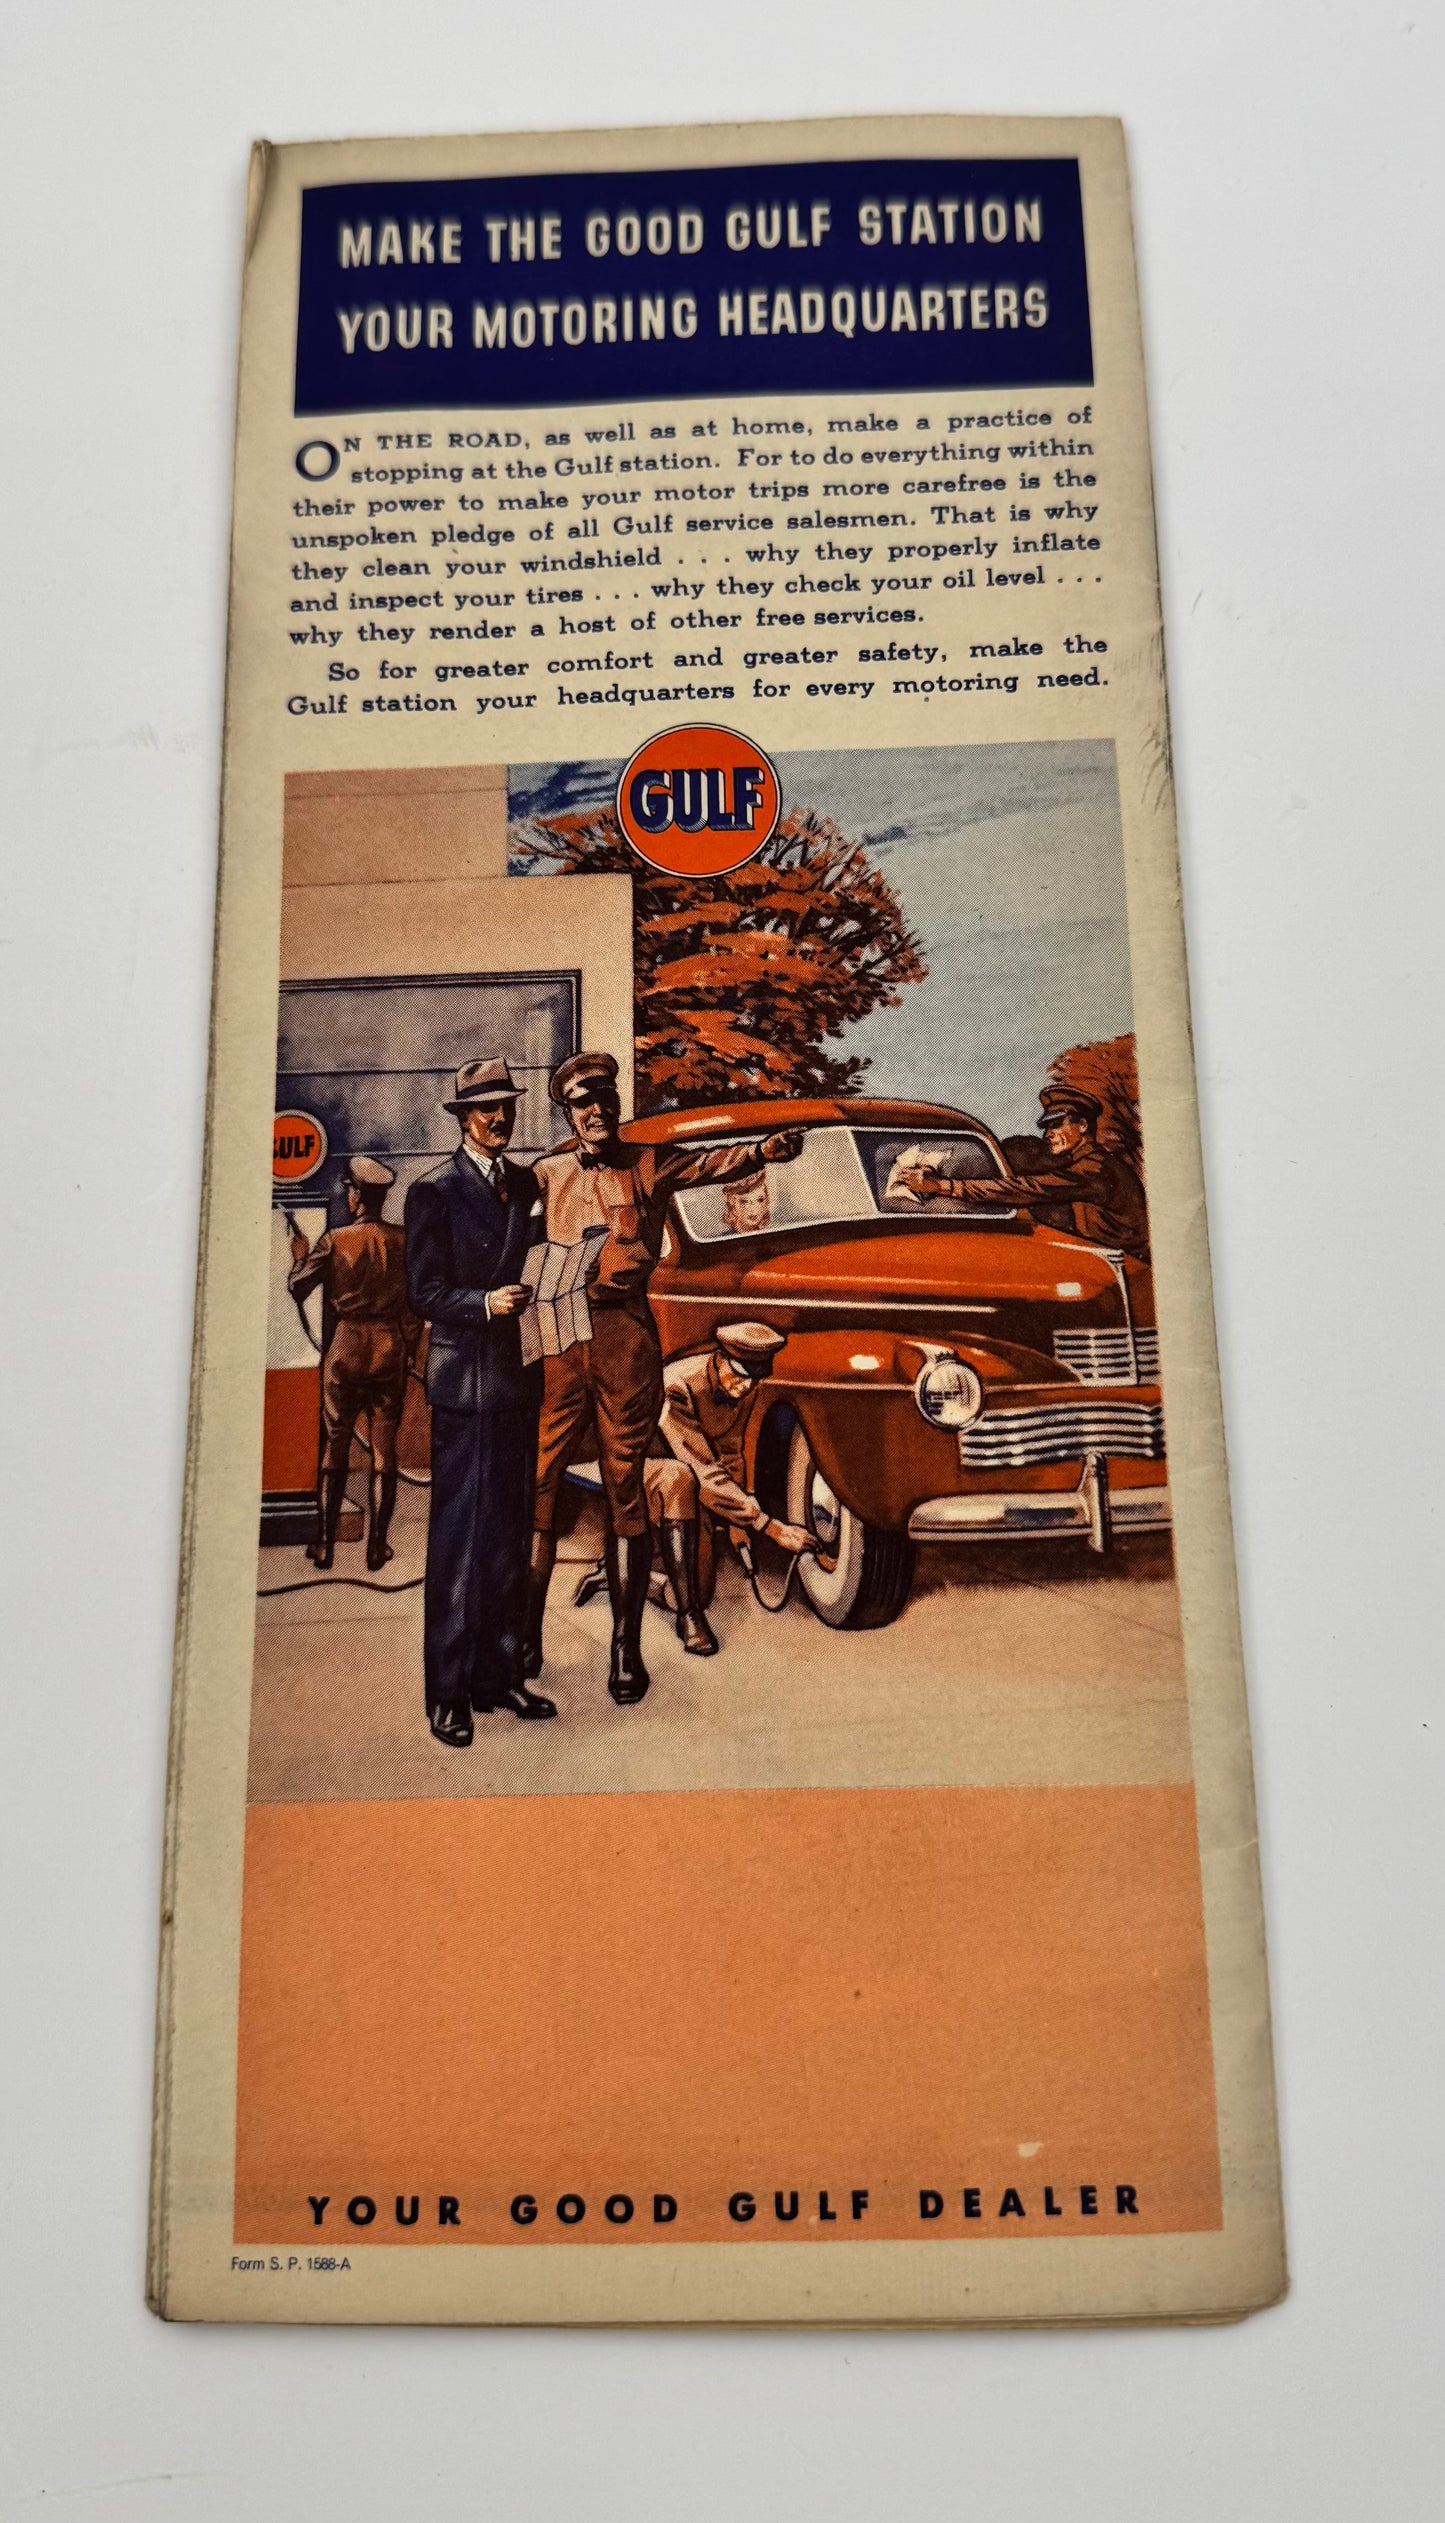 MAKE THE GOOD GULF STATION
YOUR MOTORING HEADQUARTERS
ON THE ROAD, as well as at home, make a practice of
stopping at the Gulf station. For to do everything within
their power to make your motor trips more carefree is the
unspoken pledge of all Gulf service salesmen. That is why
they clean your windshield . . . why they properly inflate
and inspect your tires . . . why they check your oil level . . .
why they render a host of other free services.
So for greater comfort and greater safety, make the
Gulf station your headquarters for every motoring need.
GULF
GULF
YOUR GOOD GULF DEALER
Form S. P. 1588-A